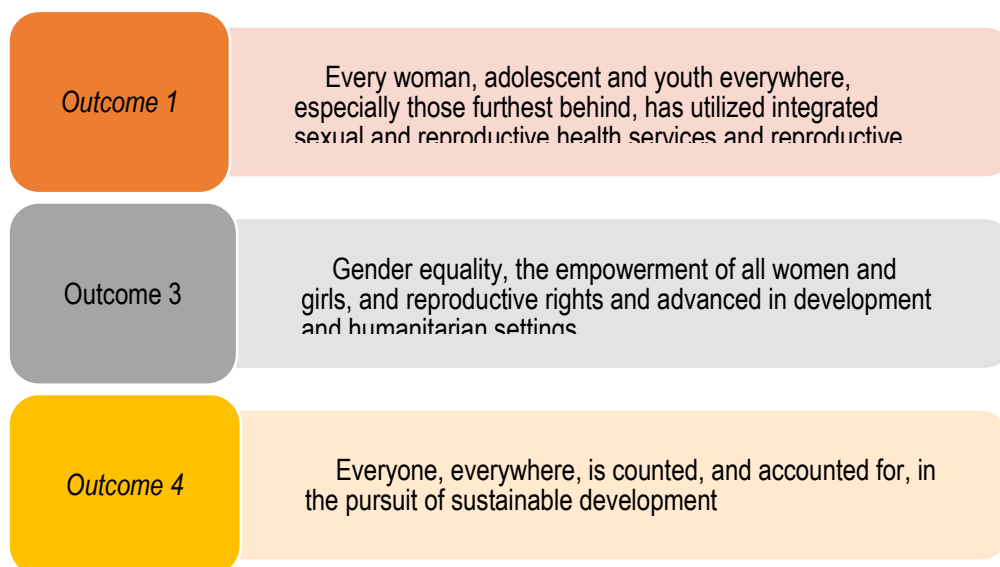 Outcome 1
Every woman, adolescent and youth everywhere,
especially those furthest behind, has utilized integrated
sexual and reproductive health services and reproductive
Outcome 3
Gender equality, the empowerment of all women and
girls, and reproductive rights and advanced in development
and humanitarian settings
Outcome 4
Everyone, everywhere, is counted, and accounted for, in
the pursuit of sustainable development